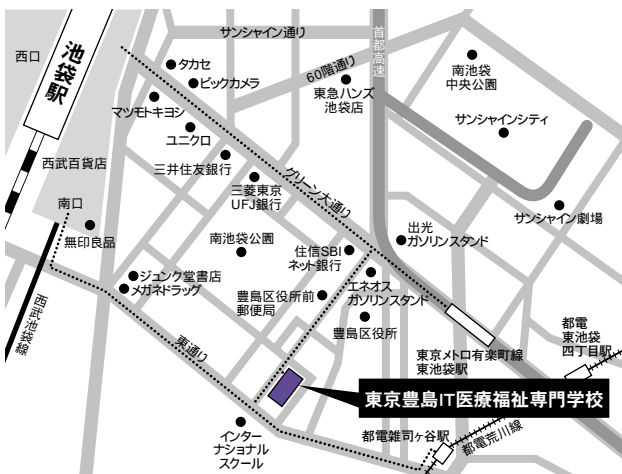 サンシャイン通り
首都高速
西口
池袋駅
タカセ
ビックカメラ
60階通り
東急ハンズ
池袋店
南池袋
中央公園
マツモトキヨシ
ユニクロ
サンシャインシティ
西武百貨店
三井住友銀行
三菱東京
UFJ銀行
グリーン大通り
南口
無印良品
サンシャイン劇場
南池袋公園
住信SBI
ネット銀行
出光
ガソリンスタンド
ジュンク堂書店
メガネドラッグ
エネオス
ガソリンスタンド
豊島区役所前
郵便局
豊島区役所
西武池袋線
東通り
東京メトロ有楽町線
東池袋駅
都電
東池袋
四丁目駅
東京豊島IT医療福祉専門学校
インター
ナショナル
スクール
都電雑司ヶ谷駅
都電荒川線